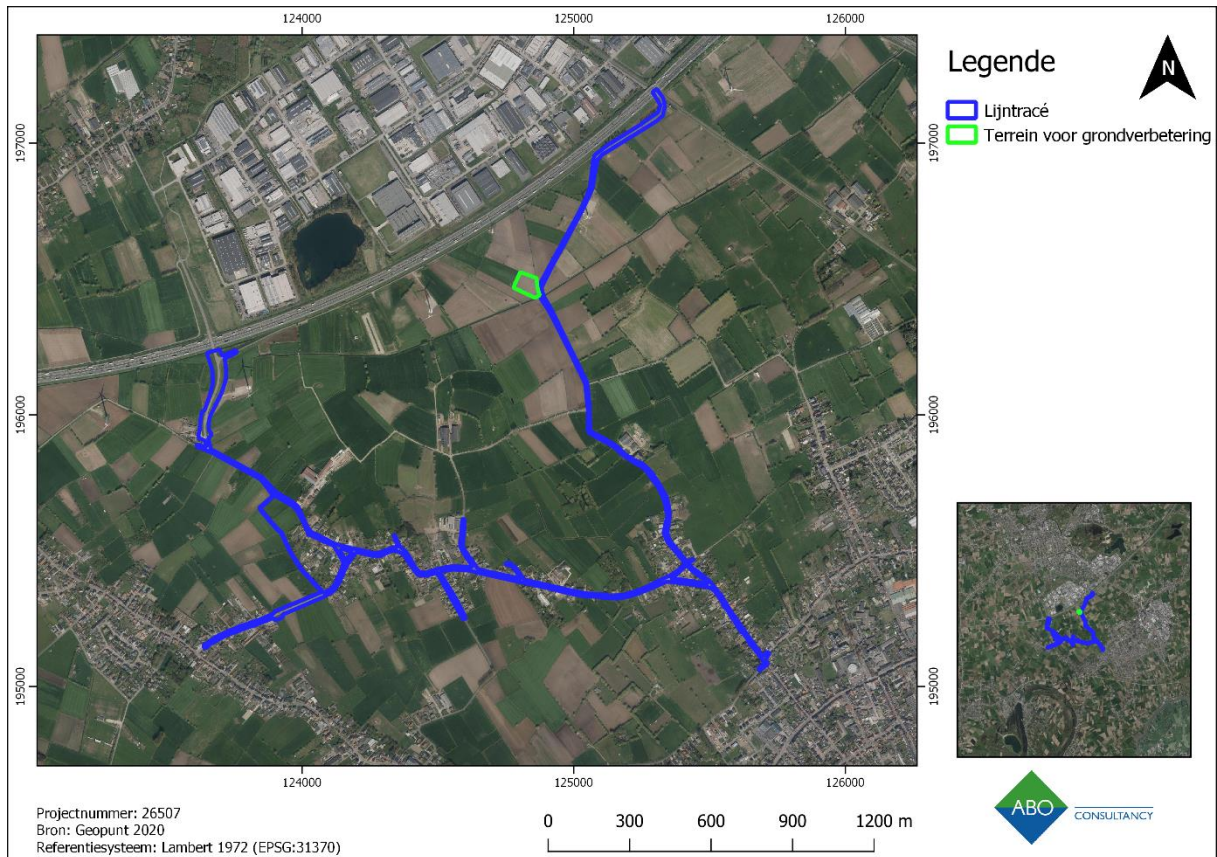 124000
125000
126000
197000
196000
195000
197000
196000
195000
124000
125000
126000
Legende
N
Lijntracé
Terrein voor grondverbetering
Projectnummer: 26507
Bron: Geopunt 2020
Referentiesysteem: Lambert 1972 (EPSG:31370)
0 300 600 900 1200 m
ABO
CONSULTANCY